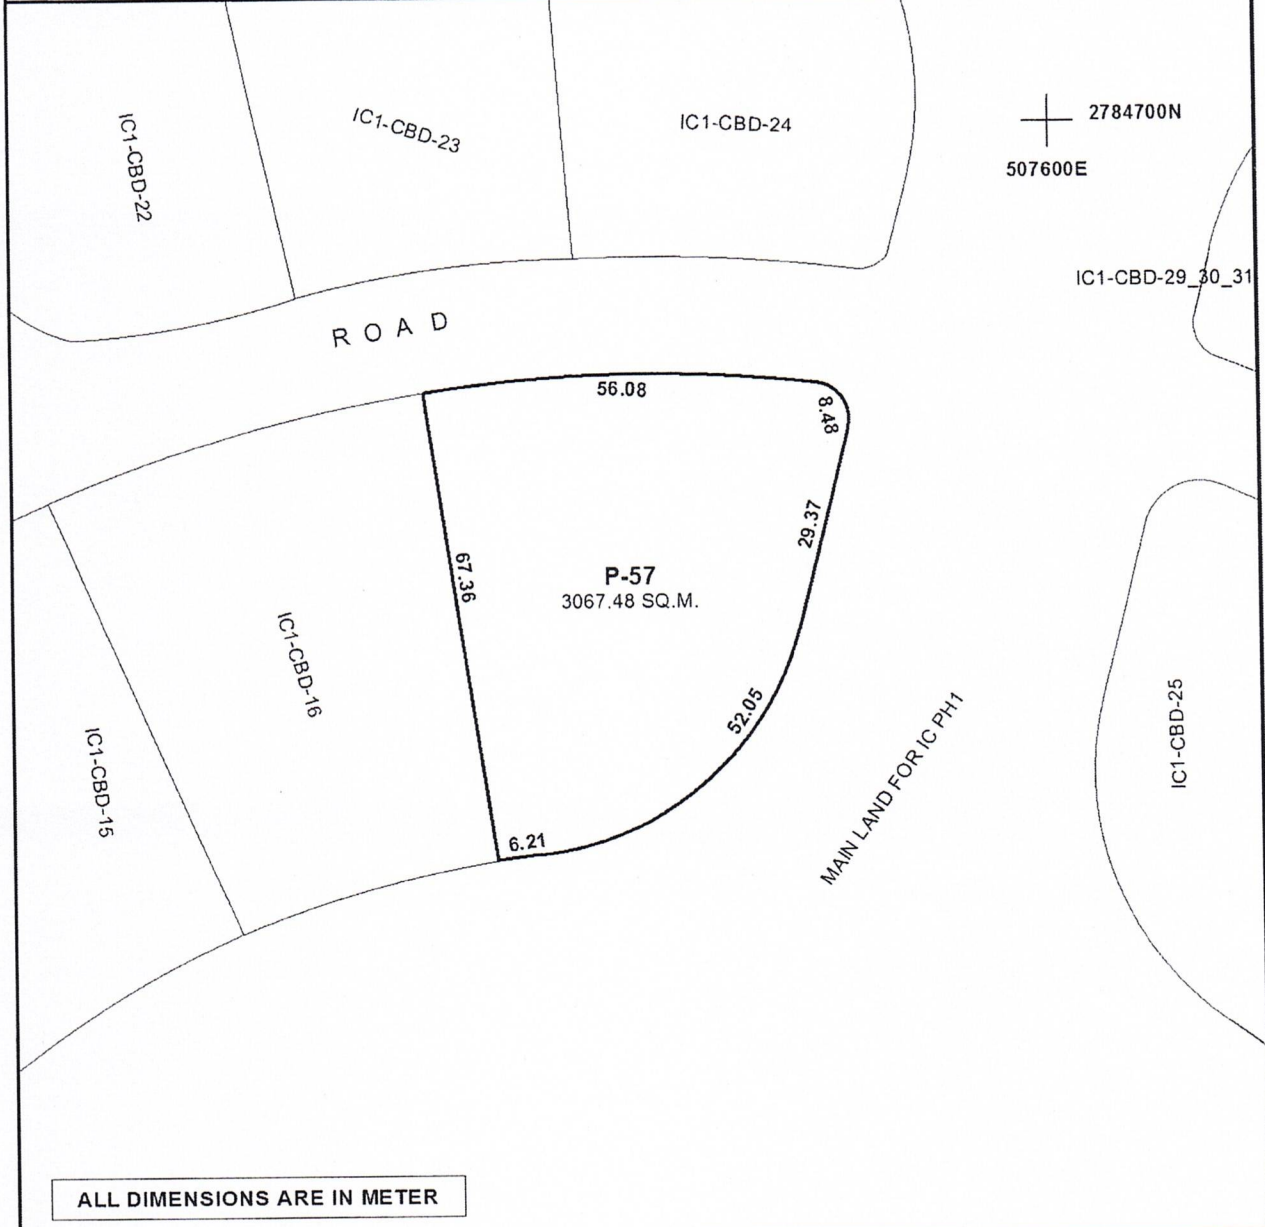 2784700N
507600E
IC1-CBD-22
IC1-CBD-23
IC1-CBD-24
IC1-CBD-29_30_31
ROAD
56.08
8.48
29.37
67.36
P-57
3067.48 SQ.M.
52.05
6.21
IC1-CBD-16
IC1-CBD-15
MAIN LAND FOR IC PH1
IC1-CBD-25
ALL DIMENSIONS ARE IN METER